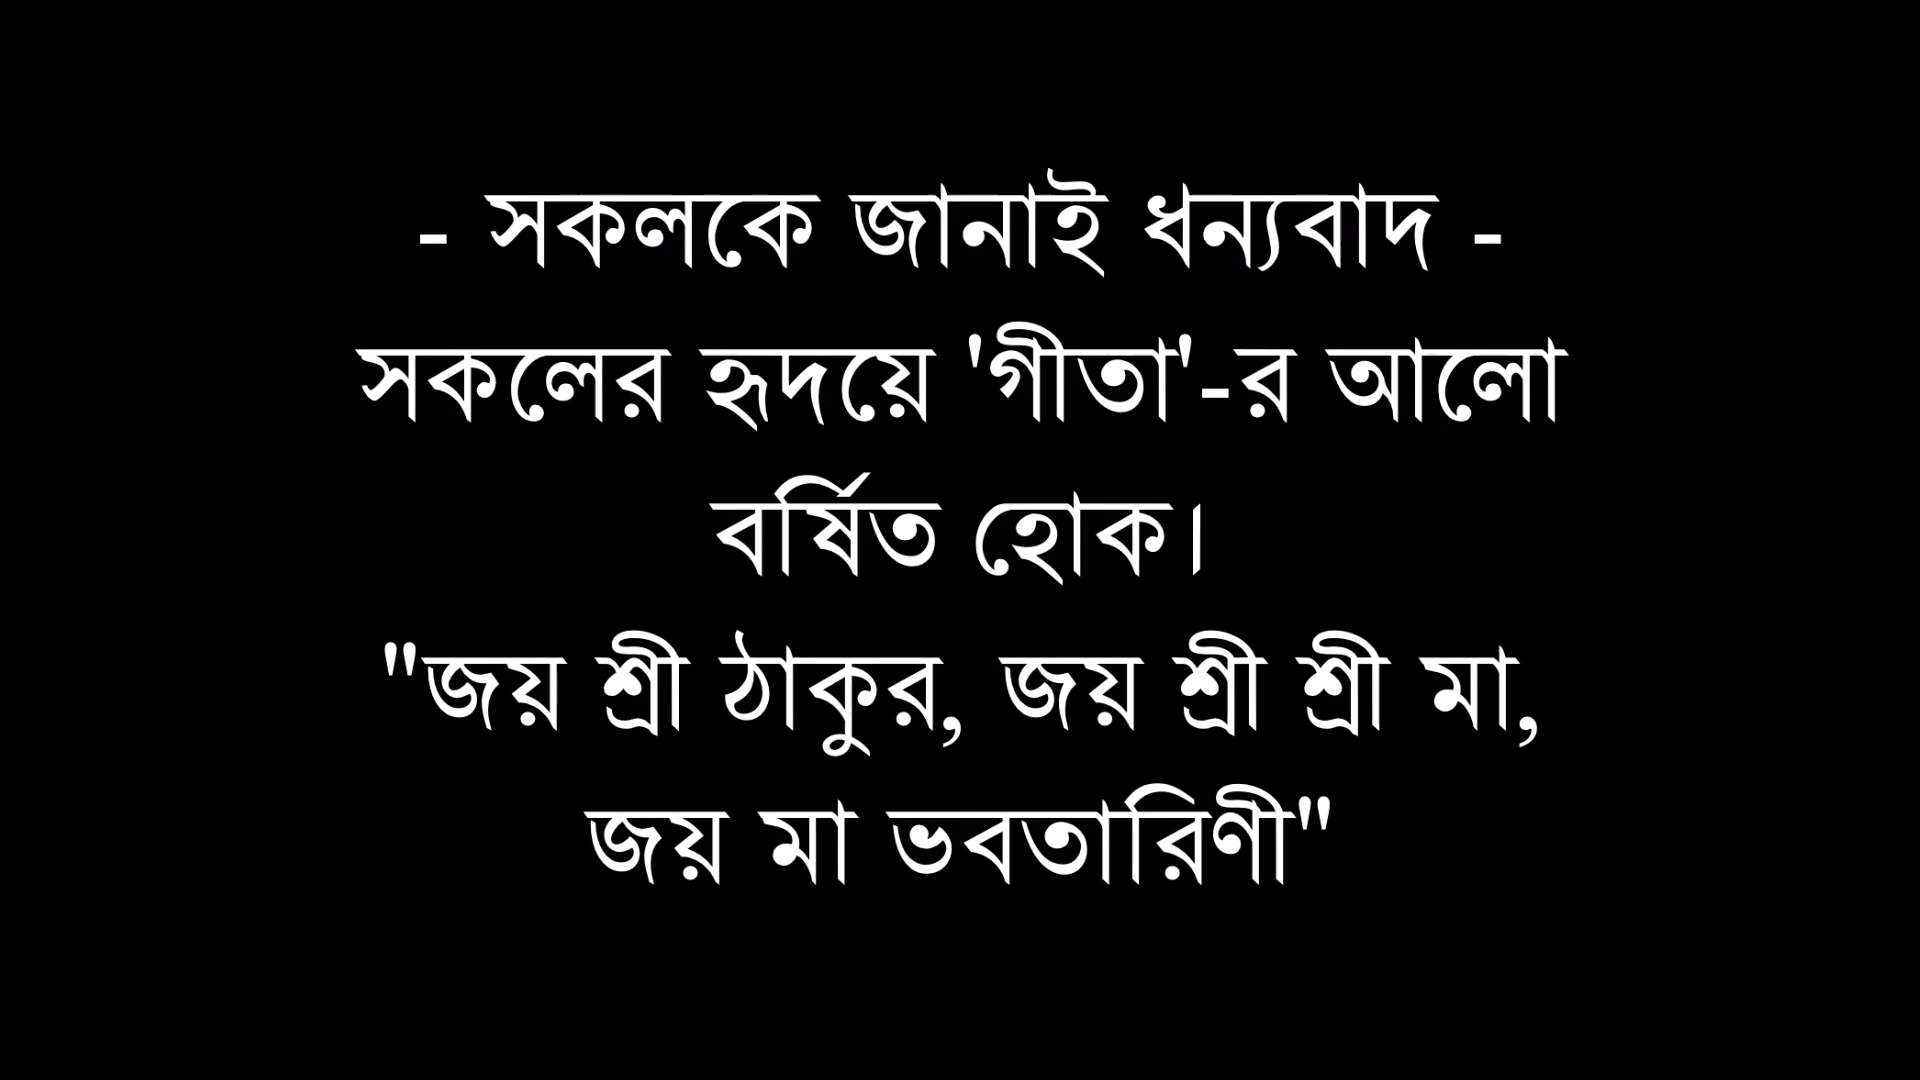 - সকলকে জানাই ধন্যবাদ -
সকলের হৃদয়ে 'গীতা'-র আলো
বর্ষিত হোক।
"জয় শ্রী ঠাকুর, জয় শ্রী শ্রী মা,
জয় মা ভবতারিণী"